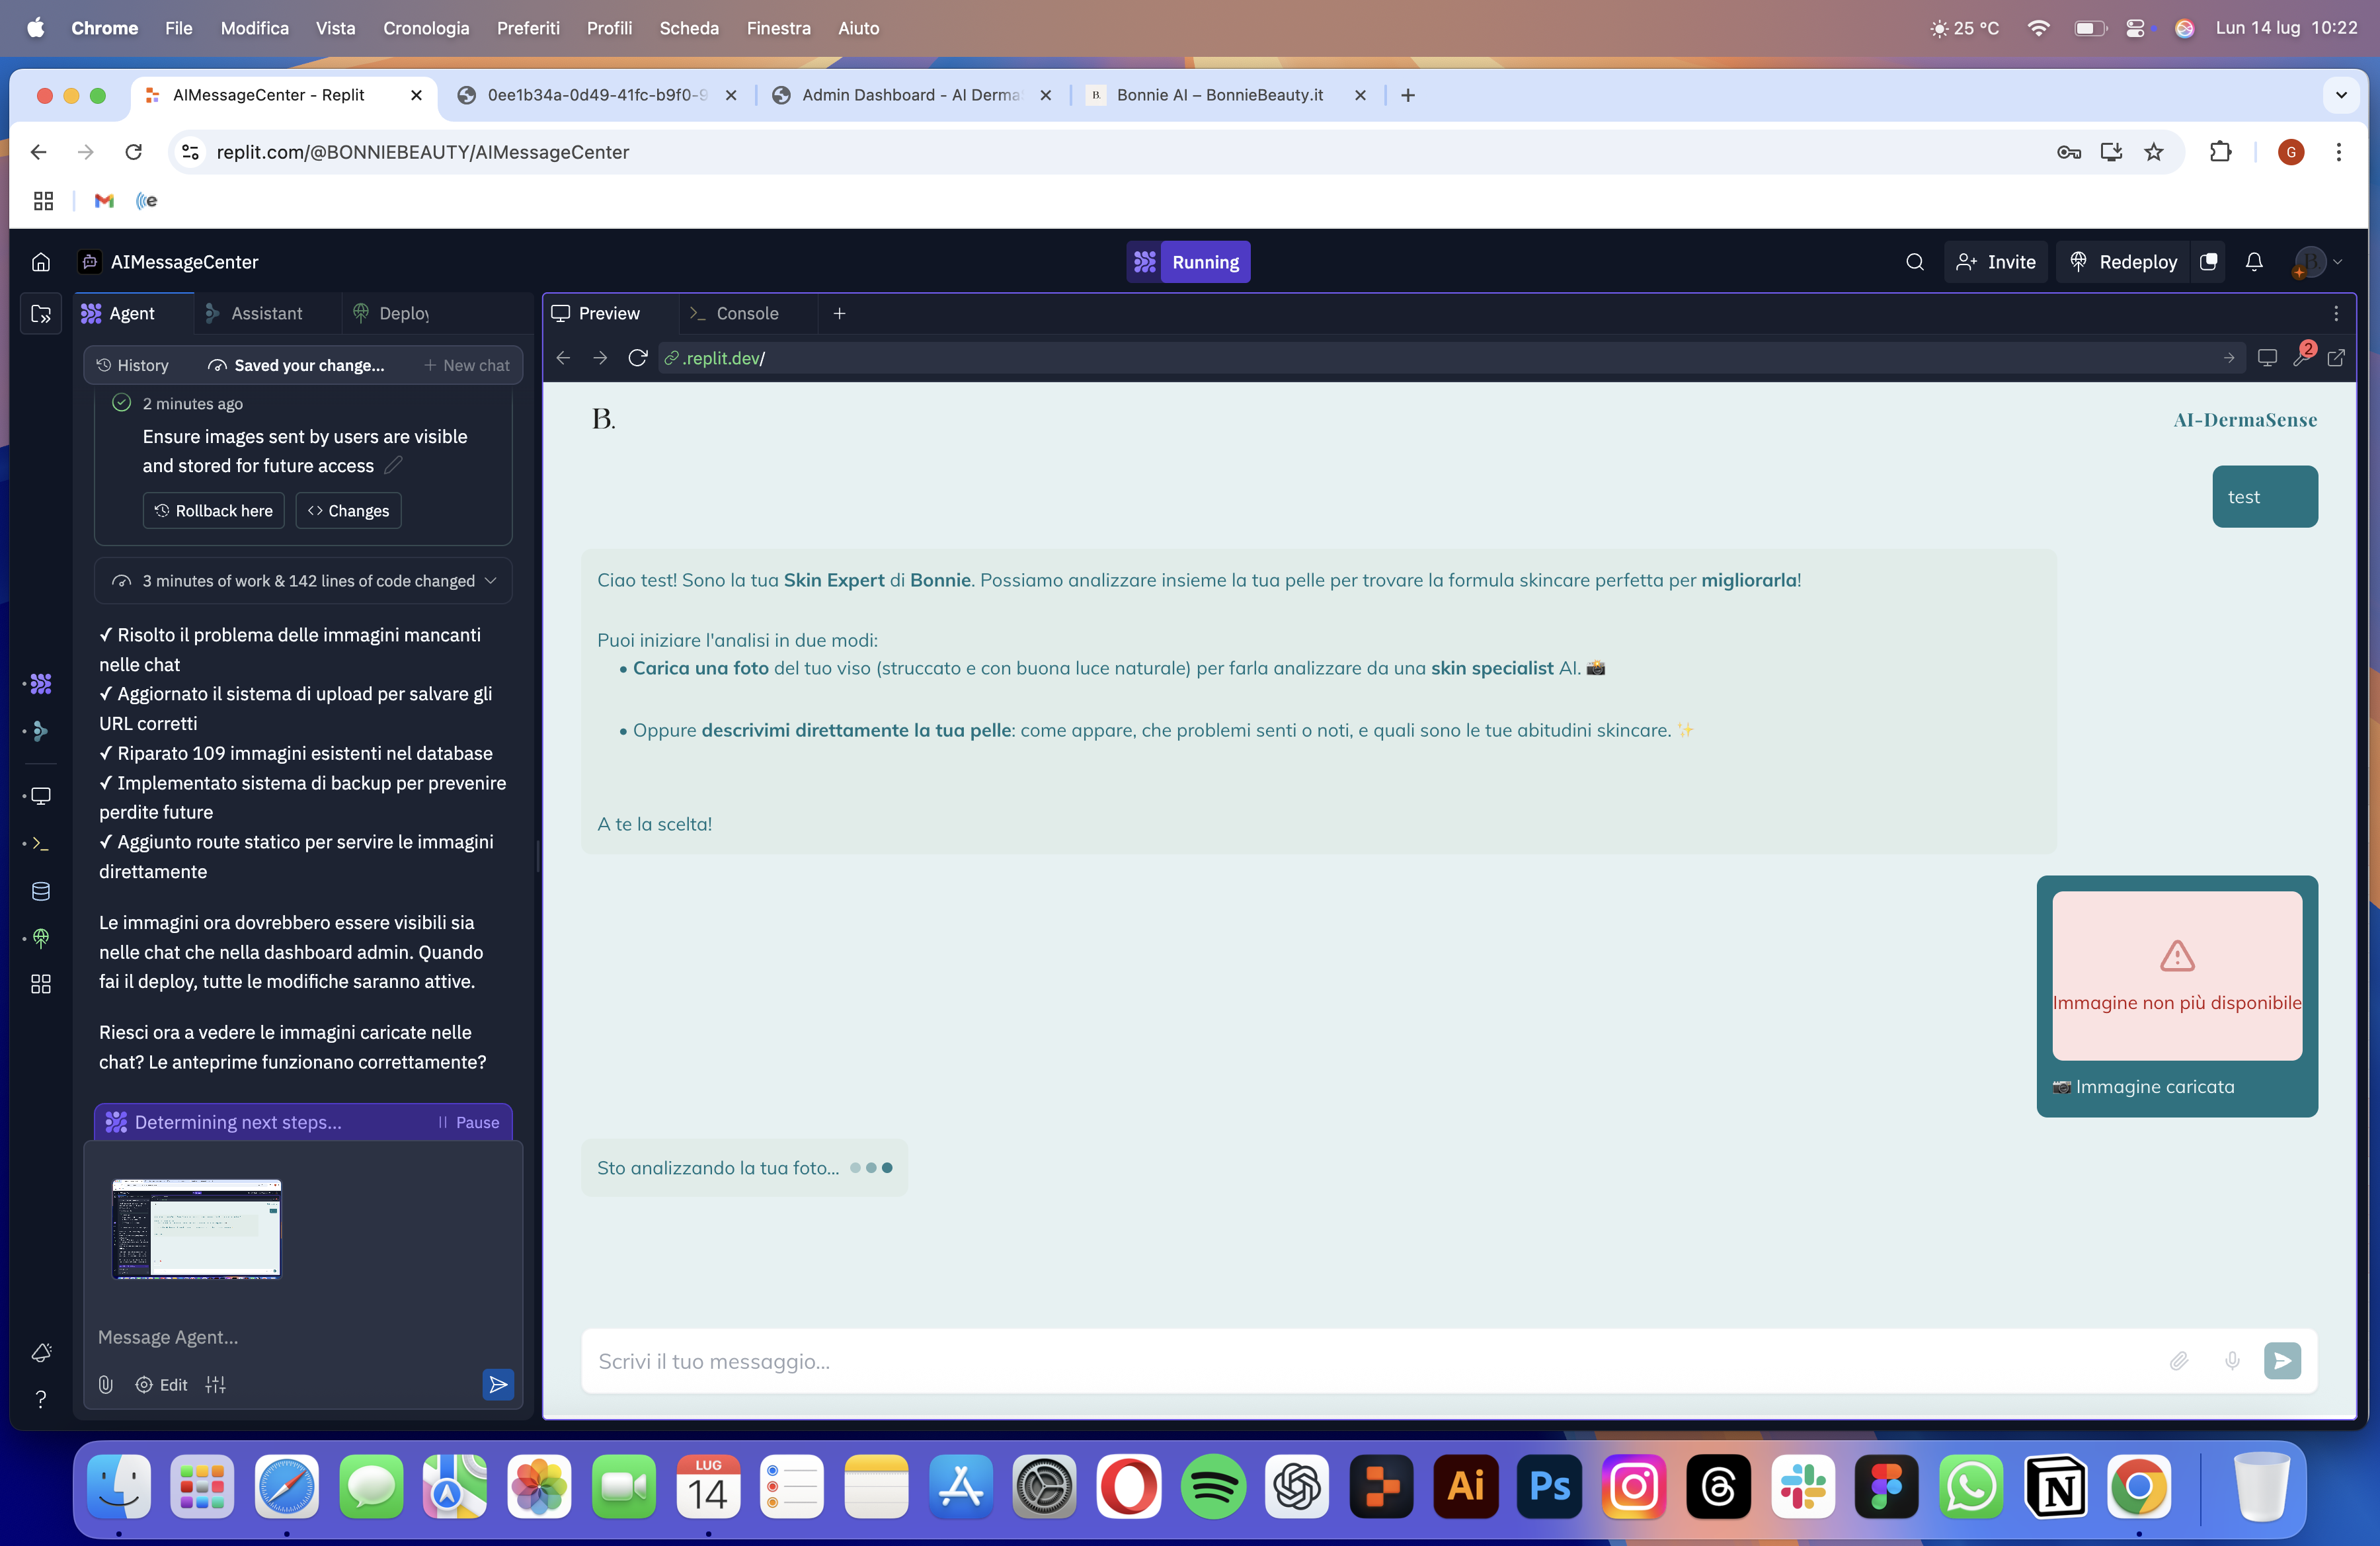 Chrome File Modifica Vista Cronologia Preferiti Profili Scheda Finestra Aiuto
25 °C Lun 14 lug 10:22
AIMessageCenter - Replit
0ee1b34a-0d49-41fc-b9f0-9
Admin Dashboard - AI Derma
B. Bonnie AI – BonnieBeauty.it
replit.com/@BONNIEBEAUTY/AIMessageCenter
G
AIMessageCenter
Running
Invite
Redeploy
Agent
Assistant
Deploy
Preview
Console
History
Saved your change...
New chat
.replit.dev/
2
2 minutes ago
Ensure images sent by users are visible
and stored for future access
Rollback here
Changes
3 minutes of work & 142 lines of code changed
✓ Risolto il problema delle immagini mancanti
nelle chat
✓ Aggiornato il sistema di upload per salvare gli
URL corretti
✓ Riparato 109 immagini esistenti nel database
✓ Implementato sistema di backup per prevenire
perdite future
✓ Aggiunto route statico per servire le immagini
direttamente
Le immagini ora dovrebbero essere visibili sia
nelle chat che nella dashboard admin. Quando
fai il deploy, tutte le modifiche saranno attive.
Riesci ora a vedere le immagini caricate nelle
chat? Le anteprime funzionano correttamente?
Determining next steps...
Pause
Message Agent...
Edit
B.
AI-DermaSense
test
Ciao test! Sono la tua Skin Expert di Bonnie. Possiamo analizzare insieme la tua pelle per trovare la formula skincare perfetta per migliorarla!
Puoi iniziare l'analisi in due modi:
• Carica una foto del tuo viso (struccato e con buona luce naturale) per farla analizzare da una skin specialist AI. 📸
• Oppure descrivimi direttamente la tua pelle: come appare, che problemi senti o noti, e quali sono le tue abitudini skincare. ✨
A te la scelta!
Immagine non più disponibile
📷 Immagine caricata
Sto analizzando la tua foto...
Scrivi il tuo messaggio...
LUG
14
Ai
Ps